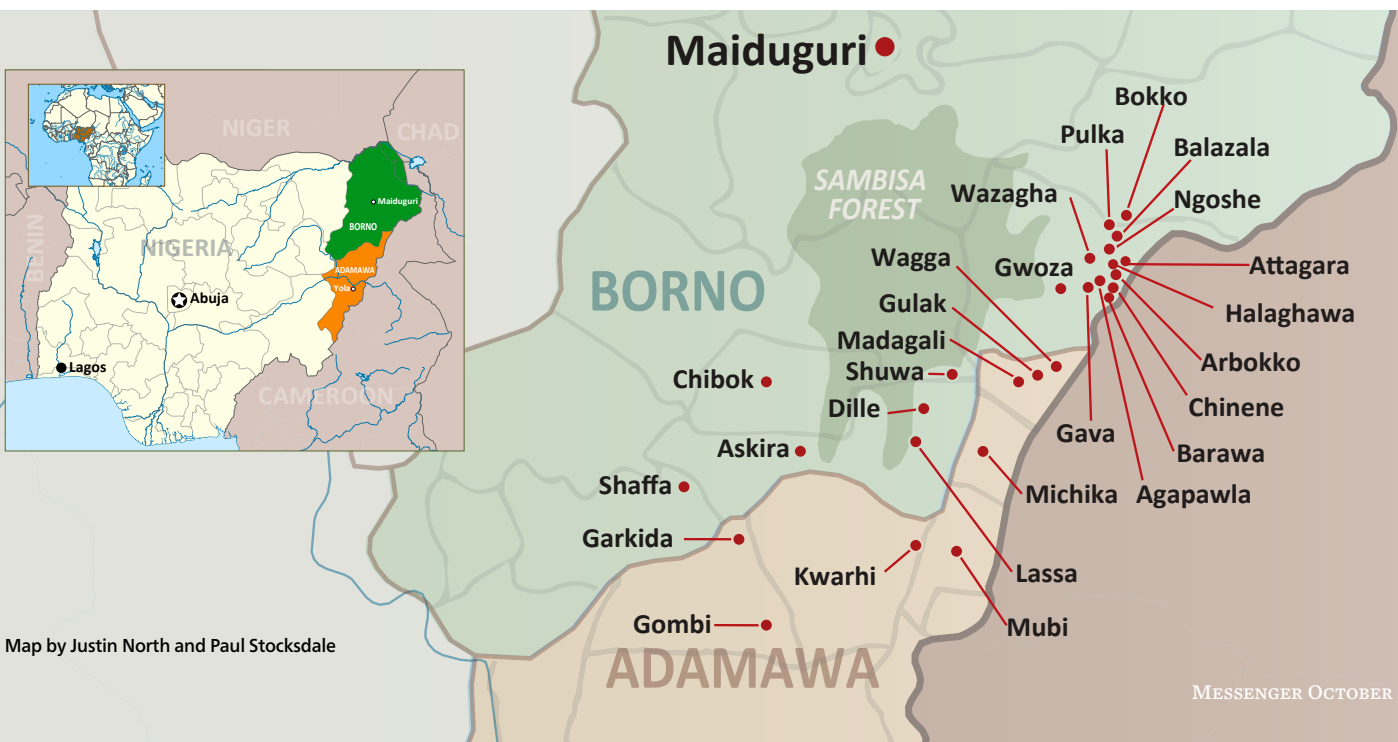 Maiduguri
Bokko
Pulka
Balazala
Wazagha
Ngoshe
SAMBISA
FOREST
Wagga
Gwoza
Attagara
BORNO
Gulak
Halaghawa
Madagali
Shuwa
Arbokko
Chibok
Dille
Chinene
Gava
Askira
Barawa
Shaffa
Michika
Agapawla
Garkida
Kwarhi
Lassa
Gombi
Mubi
ADAMAWA
NIGER
CHAD
Maiduguri
BENIN
BORNO
NIGERIA
ADAMAWA
Yola
Abuja
Lagos
CAMEROON
Map by Justin North and Paul Stocksdale
MESSENGER OCTOBER